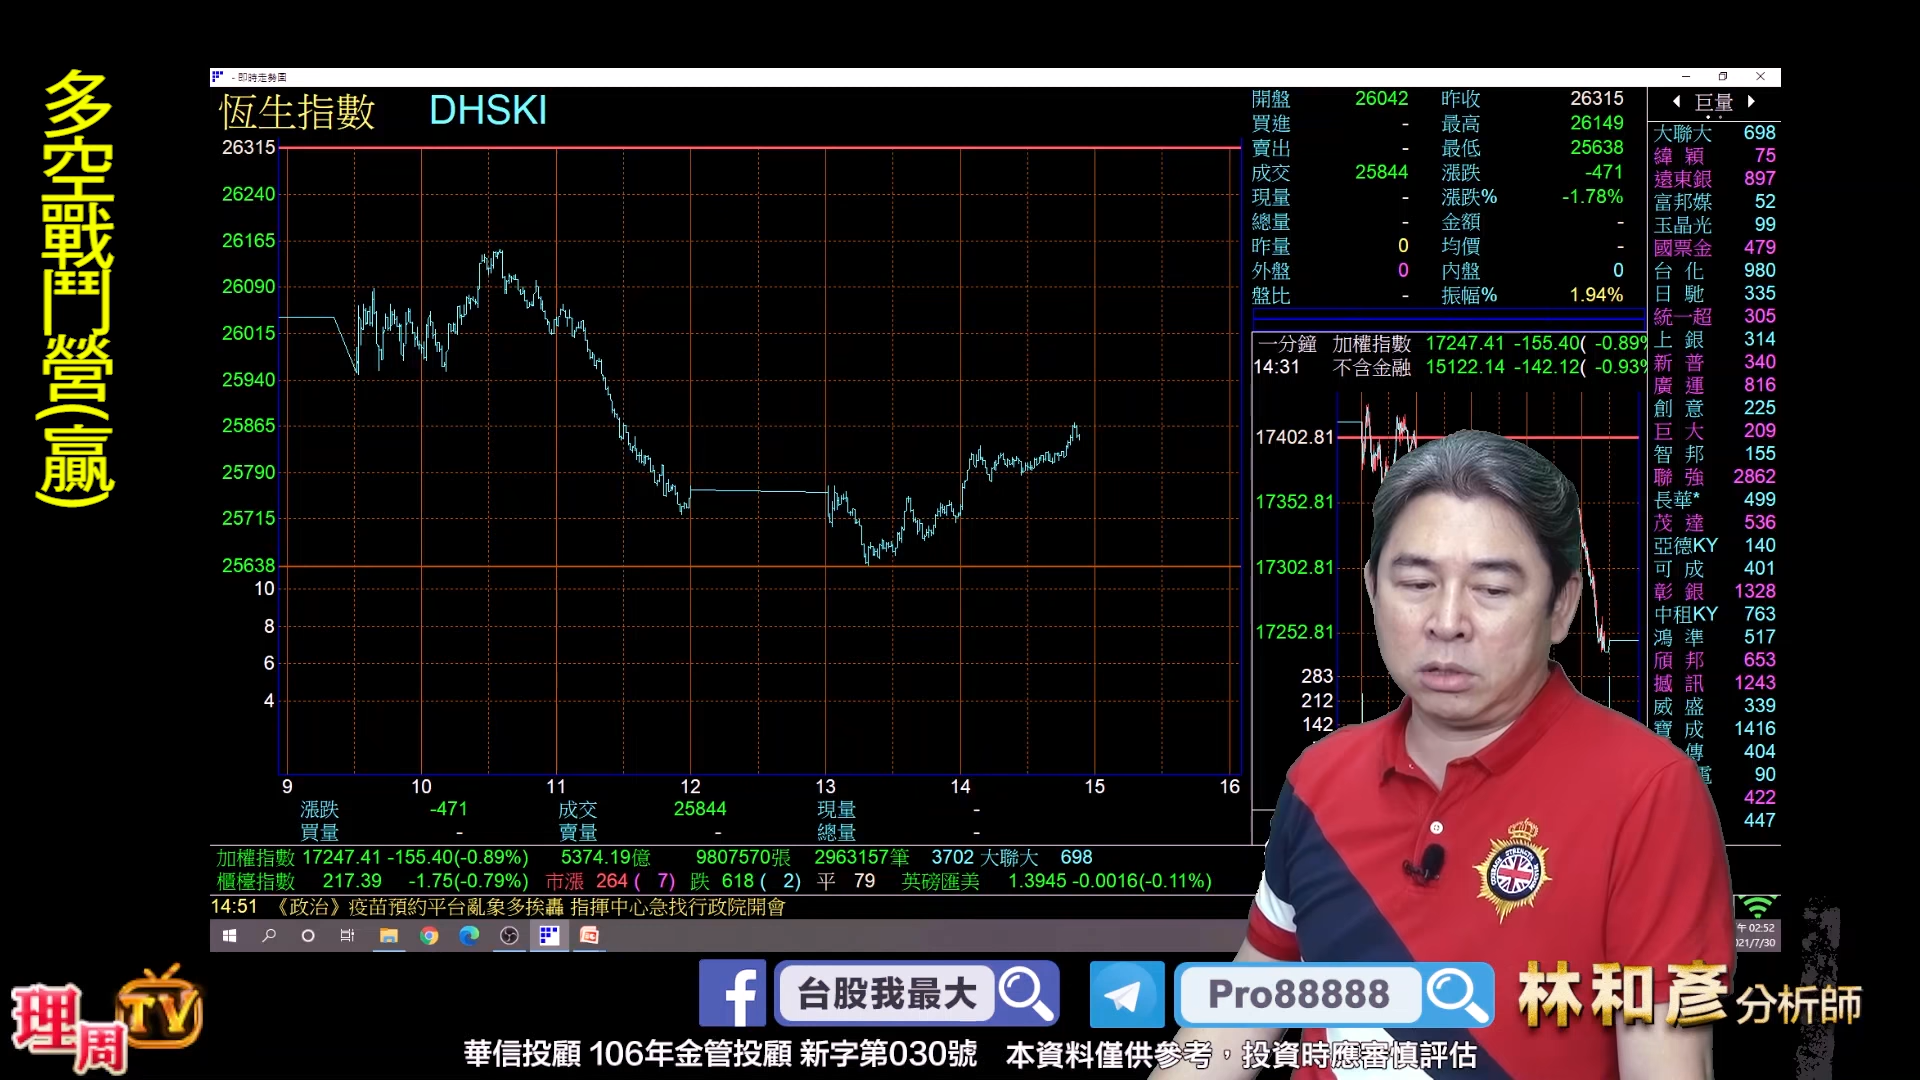 多空戰鬥營(贏)
- 即時走勢圖
恆生指數 DHSKI
26315
26240
26165
26090
26015
25940
25865
25790
25715
25638
10
8
6
4
9 10 11 12 13 14 15 16
漲跌 -471 成交 25844 現量 -
買量 - 賣量 - 總量 -
開盤 26042 昨收 26315
買進 - 最高 26149
賣出 - 最低 25638
成交 25844 漲跌 -471
現量 - 漲跌% -1.78%
總量 - 金額 -
昨量 0 均價 -
外盤 0 內盤 0
盤比 - 振幅% 1.94%
一分鐘 加權指數 17247.41 -155.40( -0.89%
14:31 不含金融 15122.14 -142.12( -0.93%
17402.81
17352.81
17302.81
17252.81
283
212
142
巨量
大聯大 698
緯穎 75
遠東銀 897
富邦媒 52
玉晶光 99
國票金 479
台化 980
日馳 335
統一超 305
上銀 314
新普 340
廣運 816
創意 225
巨大 209
智邦 155
聯強 2862
長華* 499
茂達 536
亞德KY 140
可成 401
彰銀 1328
中租KY 763
鴻準 517
頎邦 653
撼訊 1243
威盛 339
寶成 1416
傳 404
90
422
447
加權指數 17247.41 -155.40(-0.89%) 5374.19億 9807570張 2963157筆 3702 大聯大 698
櫃檯指數 217.39 -1.75(-0.79%) 市漲 264 ( 7) 跌 618 ( 2) 平 79 英磅匯美 1.3945 -0.0016(-0.11%)
14:51 《政治》疫苗預約平台亂象多挨轟 指揮中心急找行政院開會
午 02:52
021/7/30
理周TV
台股我最大
Pro88888
林和彥分析師
華信投顧 106年金管投顧 新字第030號 本資料僅供參考，投資時應審慎評估